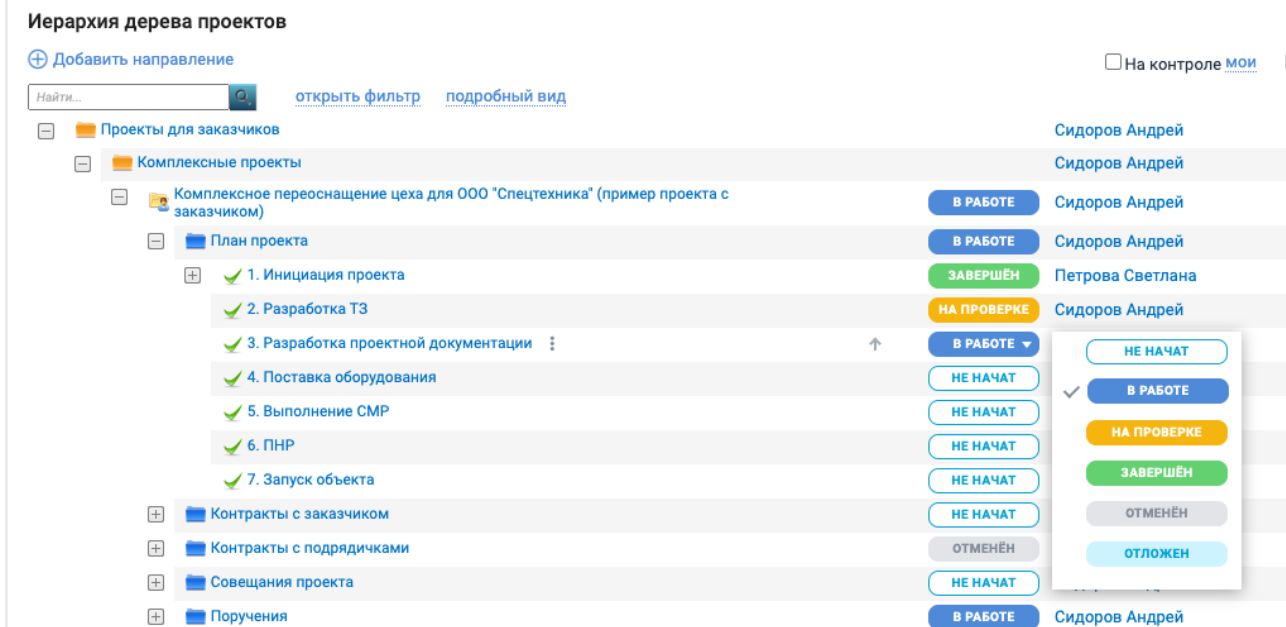 Иерархия дерева проектов
Добавить направление
На контроле мои
Найти...
открыть фильтр подробный вид
Проекты для заказчиков Сидоров Андрей
Комплексные проекты Сидоров Андрей
Комплексное переоснащение цеха для ООО "Спецтехника" (пример проекта с
заказчиком) В РАБОТЕ Сидоров Андрей
План проекта В РАБОТЕ Сидоров Андрей
1. Инициация проекта ЗАВЕРШЁН Петрова Светлана
2. Разработка ТЗ НА ПРОВЕРКЕ Сидоров Андрей
3. Разработка проектной документации В РАБОТЕ
4. Поставка оборудования НЕ НАЧАТ
5. Выполнение СМР НЕ НАЧАТ
6. ПНР НЕ НАЧАТ
7. Запуск объекта НЕ НАЧАТ
Контракты с заказчиком НЕ НАЧАТ
Контракты с подрядичками ОТМЕНЁН
Совещания проекта НЕ НАЧАТ
Поручения В РАБОТЕ Сидоров Андрей
НЕ НАЧАТ
В РАБОТЕ
НА ПРОВЕРКЕ
ЗАВЕРШЁН
ОТМЕНЁН
ОТЛОЖЕН